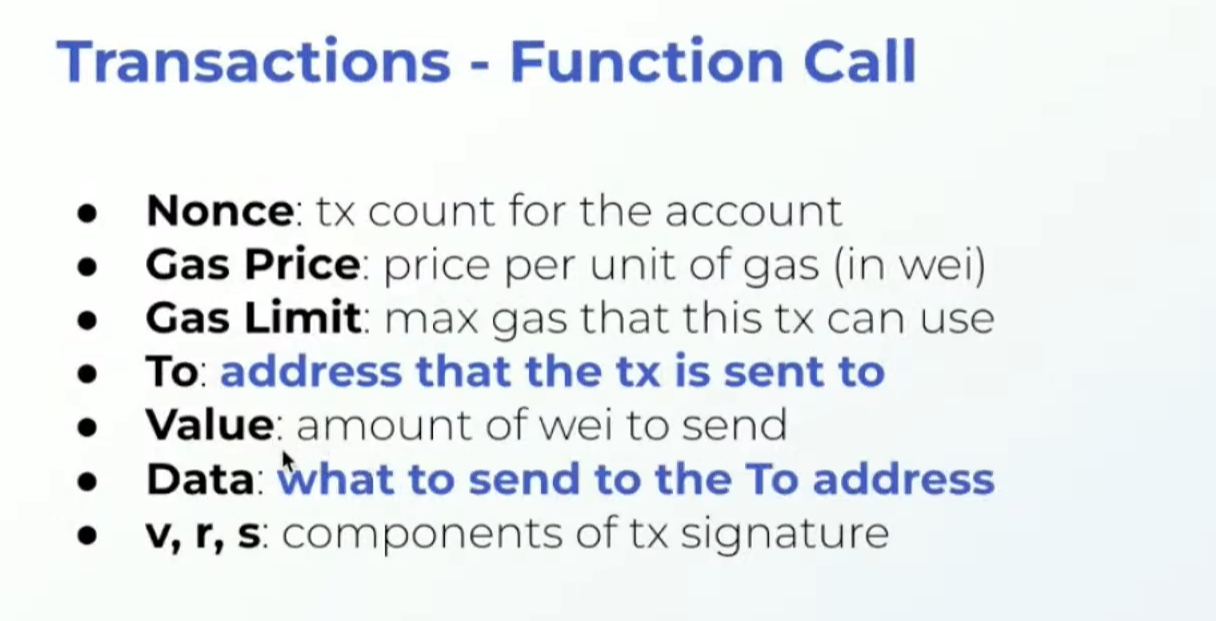 Transactions - Function Call
● Nonce: tx count for the account
● Gas Price: price per unit of gas (in wei)
● Gas Limit: max gas that this tx can use
● To: address that the tx is sent to
● Value: amount of wei to send
● Data: what to send to the To address
● v, r, s: components of tx signature